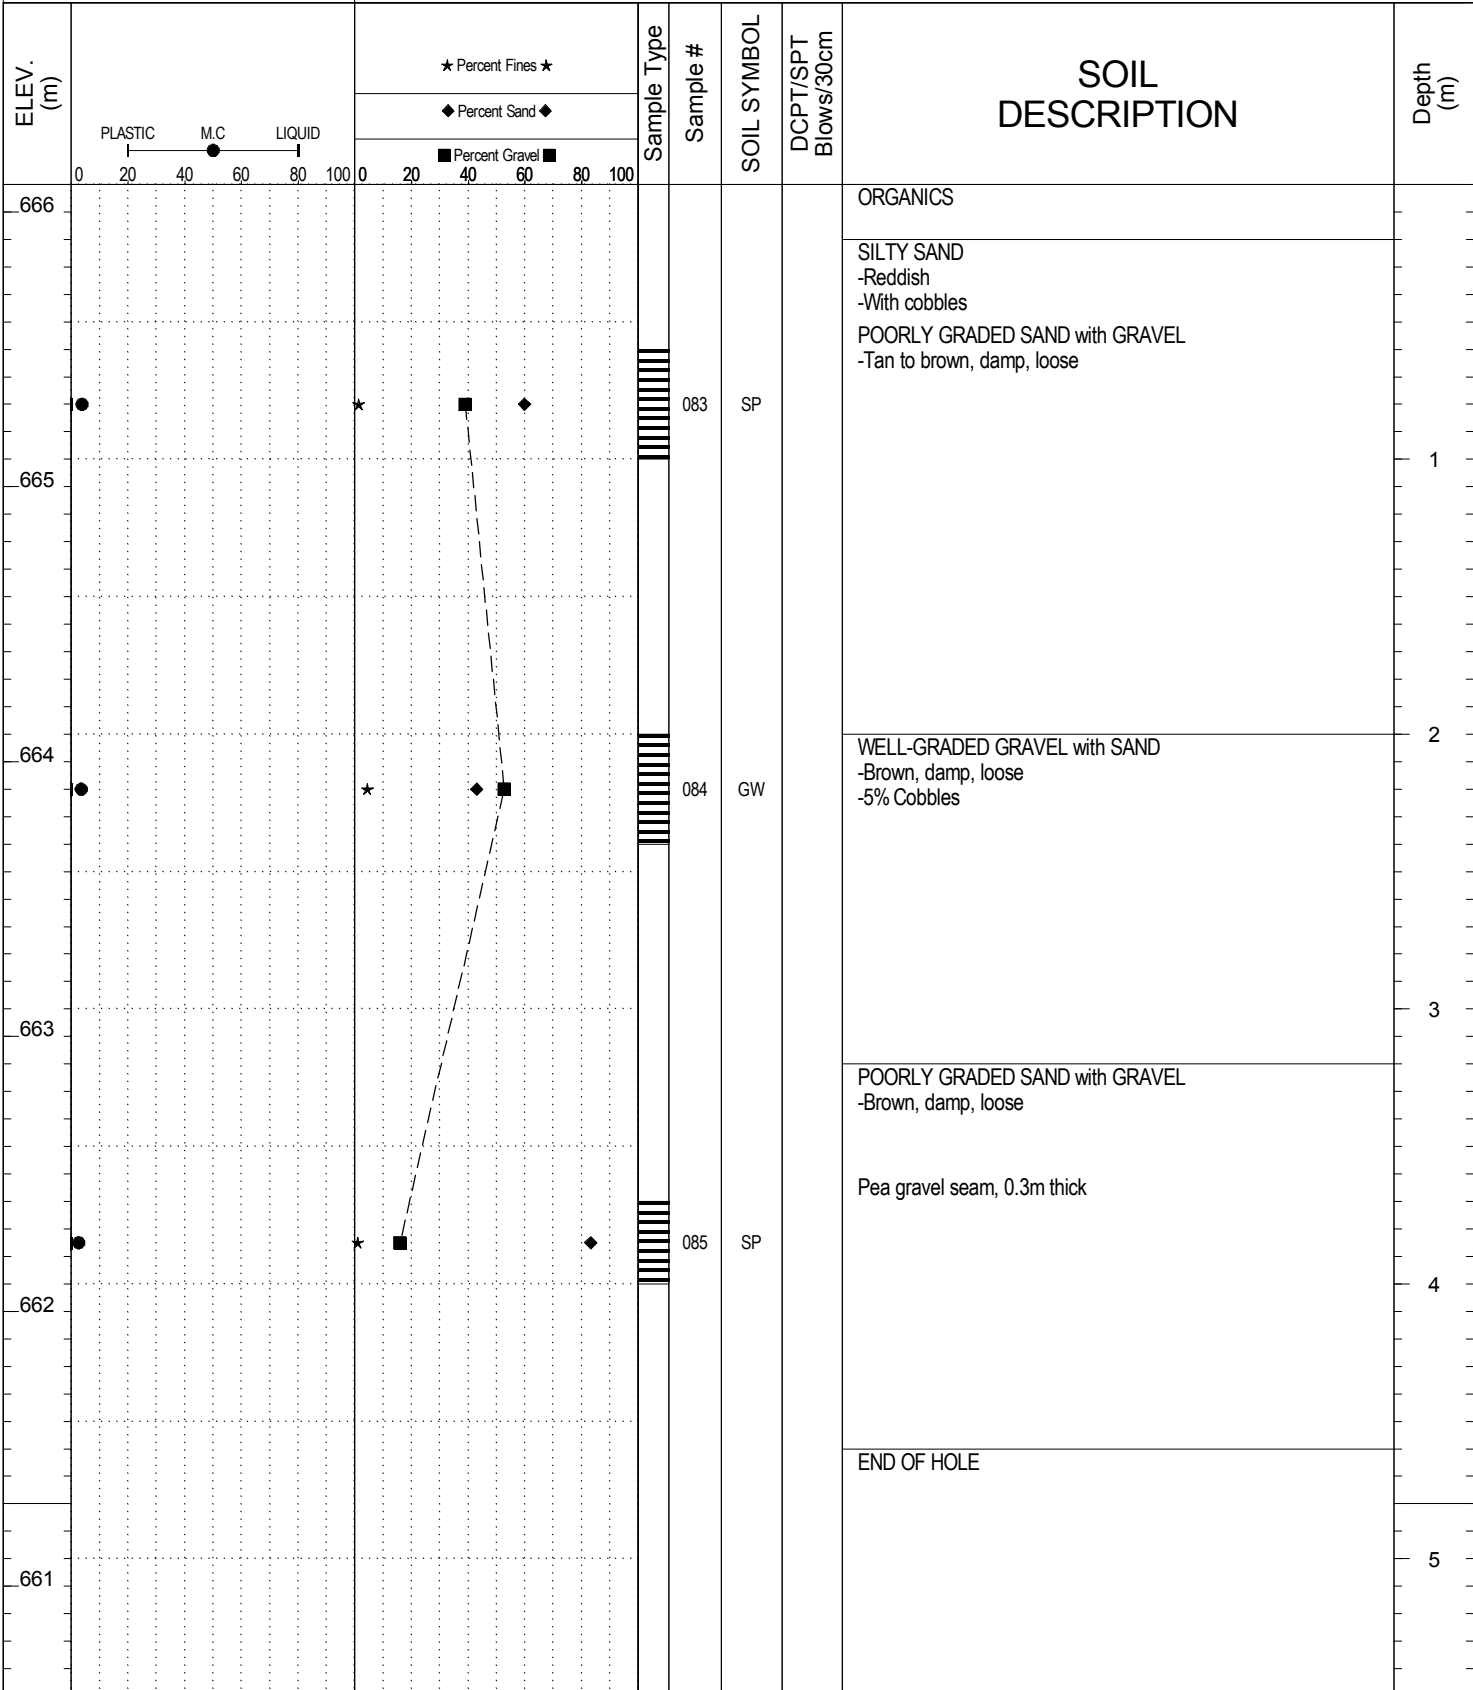 ELEV.
(m)
PLASTIC M.C LIQUID
0 20 40 60 80 100
★ Percent Fines ★
◆ Percent Sand ◆
■ Percent Gravel ■
0 20 40 60 80 100
Sample Type
Sample #
SOIL SYMBOL
DCPT/SPT
Blows/30cm
SOIL
DESCRIPTION
Depth
(m)
666
ORGANICS
SILTY SAND
-Reddish
-With cobbles
POORLY GRADED SAND with GRAVEL
-Tan to brown, damp, loose
083 SP
1
665
2
WELL-GRADED GRAVEL with SAND
664
-Brown, damp, loose
084 GW
-5% Cobbles
3
663
POORLY GRADED SAND with GRAVEL
-Brown, damp, loose
Pea gravel seam, 0.3m thick
085 SP
4
662
END OF HOLE
5
661